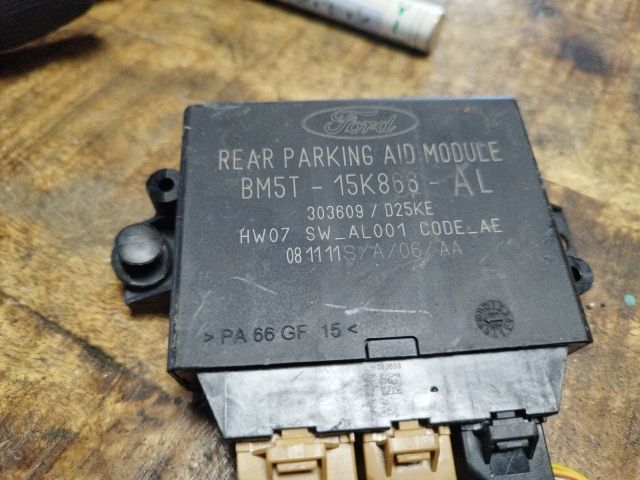 Ford
REAR PARKING AID MODULE
BM5T - 15K866 - AL
303609 / D25KE
HW07 SW_AL001 CODE_AE
08 11 11 S/A/06/AA
> PA 66 GF 15 <
303609